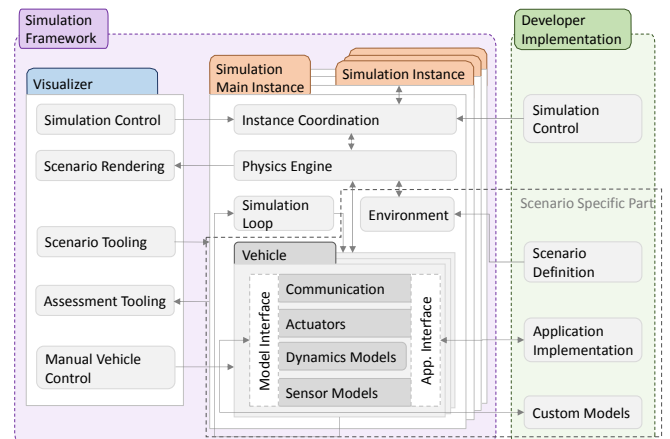 Simulation
Framework
Developer
Implementation
Visualizer
Simulation
Main Instance
Simulation Instance
Simulation Control
Instance Coordination
Simulation
Control
Scenario Rendering
Physics Engine
Simulation
Loop
Environment
Scenario Specific Part
Scenario Tooling
Scenario
Definition
Vehicle
Assessment Tooling
Model Interface
Communication
Actuators
Dynamics Models
Sensor Models
App. Interface
Application
Implementation
Manual Vehicle
Control
Custom Models